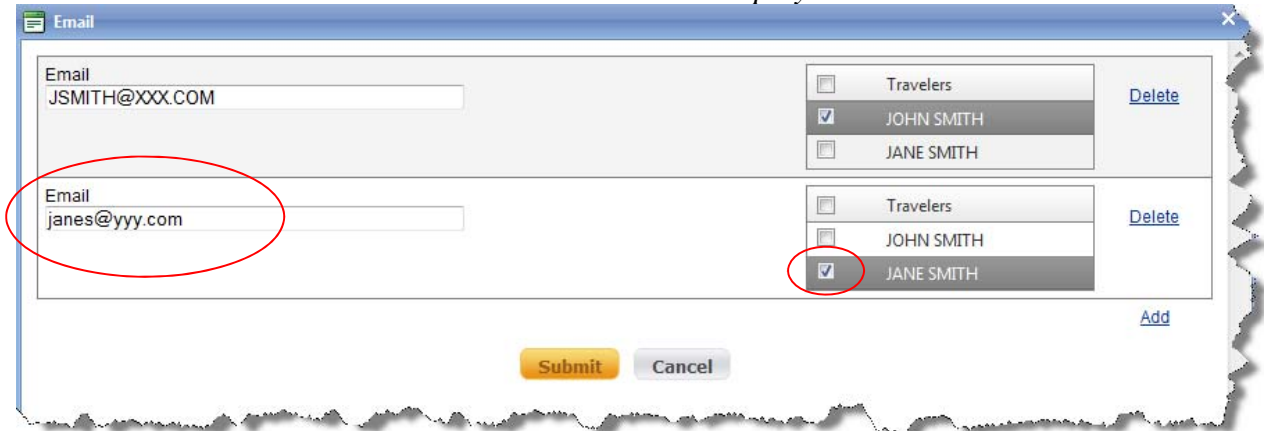 Email
Email
JSMITH@XXX.COM
Travelers
JOHN SMITH
JANE SMITH
Delete
Email
janes@yyy.com
Travelers
JOHN SMITH
JANE SMITH
Delete
Add
Submit Cancel